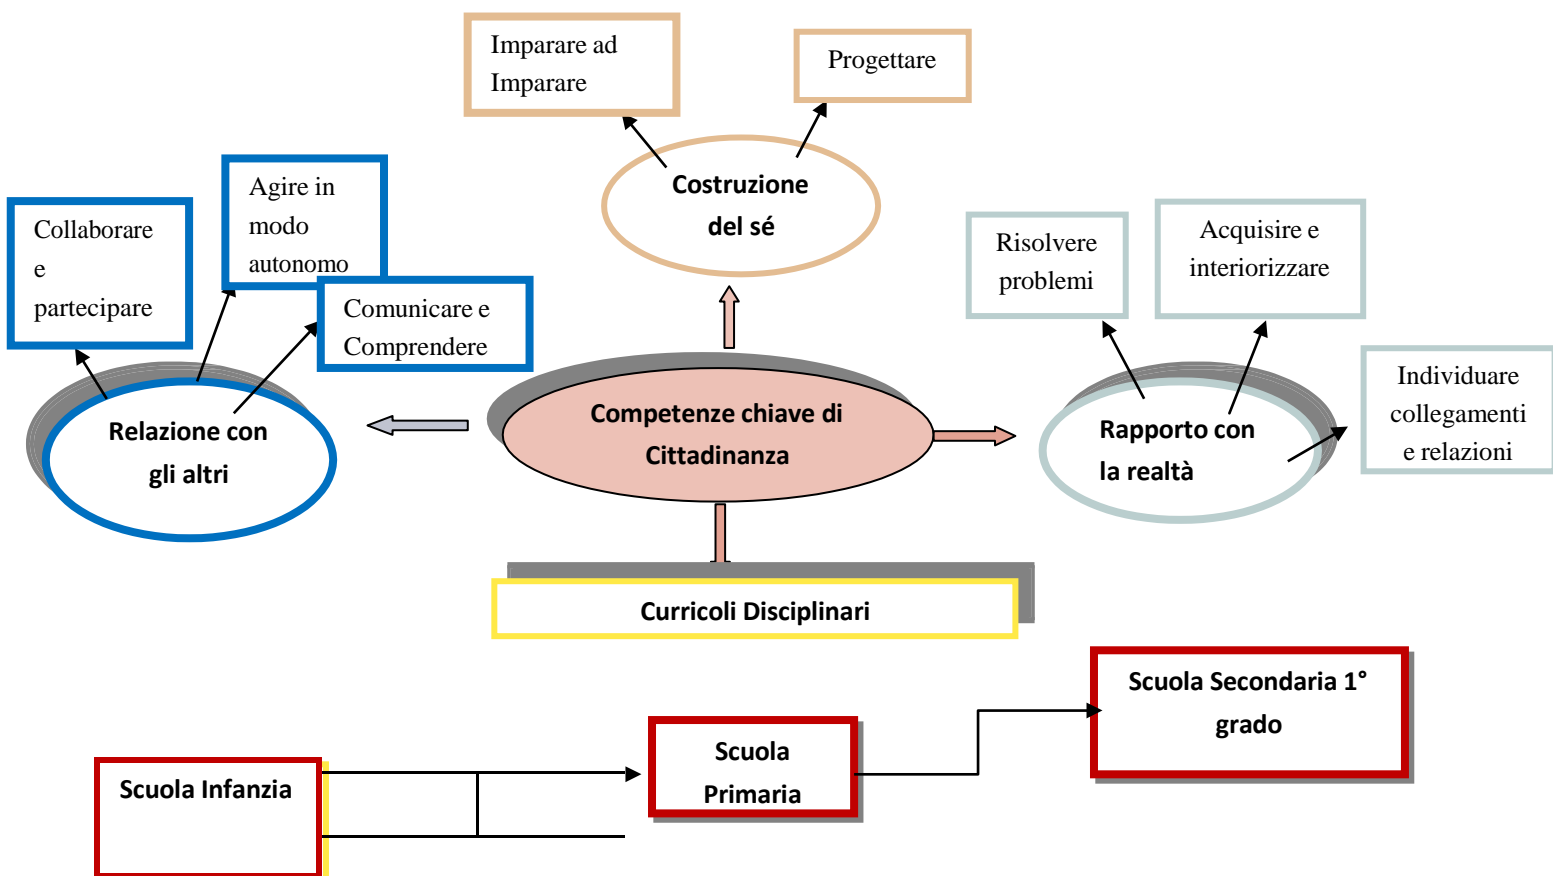 Imparare ad
Imparare
Progettare
Costruzione
del sé
Collaborare
e
partecipare
Agire in
modo
autonomo
Comunicare e
Comprendere
Relazione con
gli altri
Competenze chiave di
Cittadinanza
Risolvere
problemi
Acquisire e
interiorizzare
Individuare
collegamenti
e relazioni
Rapporto con
la realtà
Curricoli Disciplinari
Scuola Infanzia
Scuola
Primaria
Scuola Secondaria 1°
grado